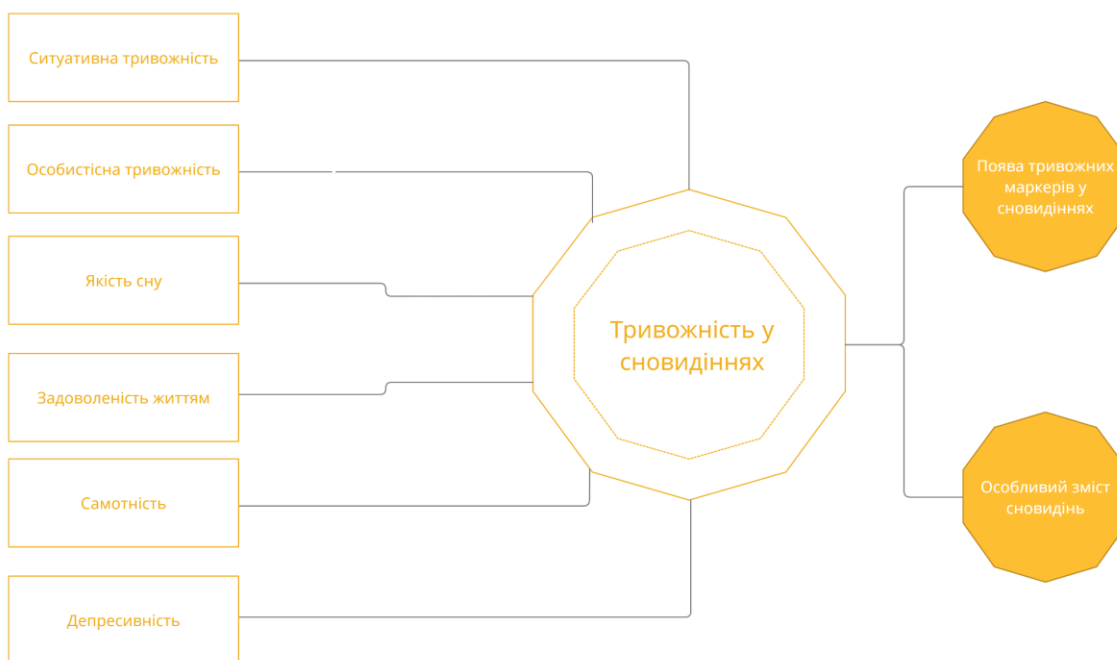 Ситуативна тривожність
Особистісна тривожність
Якість сну
Задоволеність життям
Самотність
Депресивність
Тривожність у
сновидіннях
Поява тривожних
маркерів у
сновидіннях
Особливий зміст
сновидінь